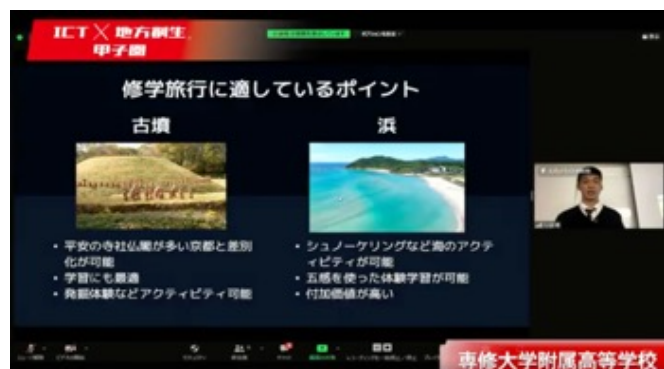 ICT×地方創生
甲子園
修学旅行に適しているポイント
古墳
浜
• 平安の寺社仏閣が多い京都と差別
化が可能
• 学習にも最適
• 発掘体験などアクティビティ可能
• シュノーケリングなど海のアクテ
ィビティが可能
• 五感を使った体験学習が可能
• 付加価値が高い
専修大学附属高等学校